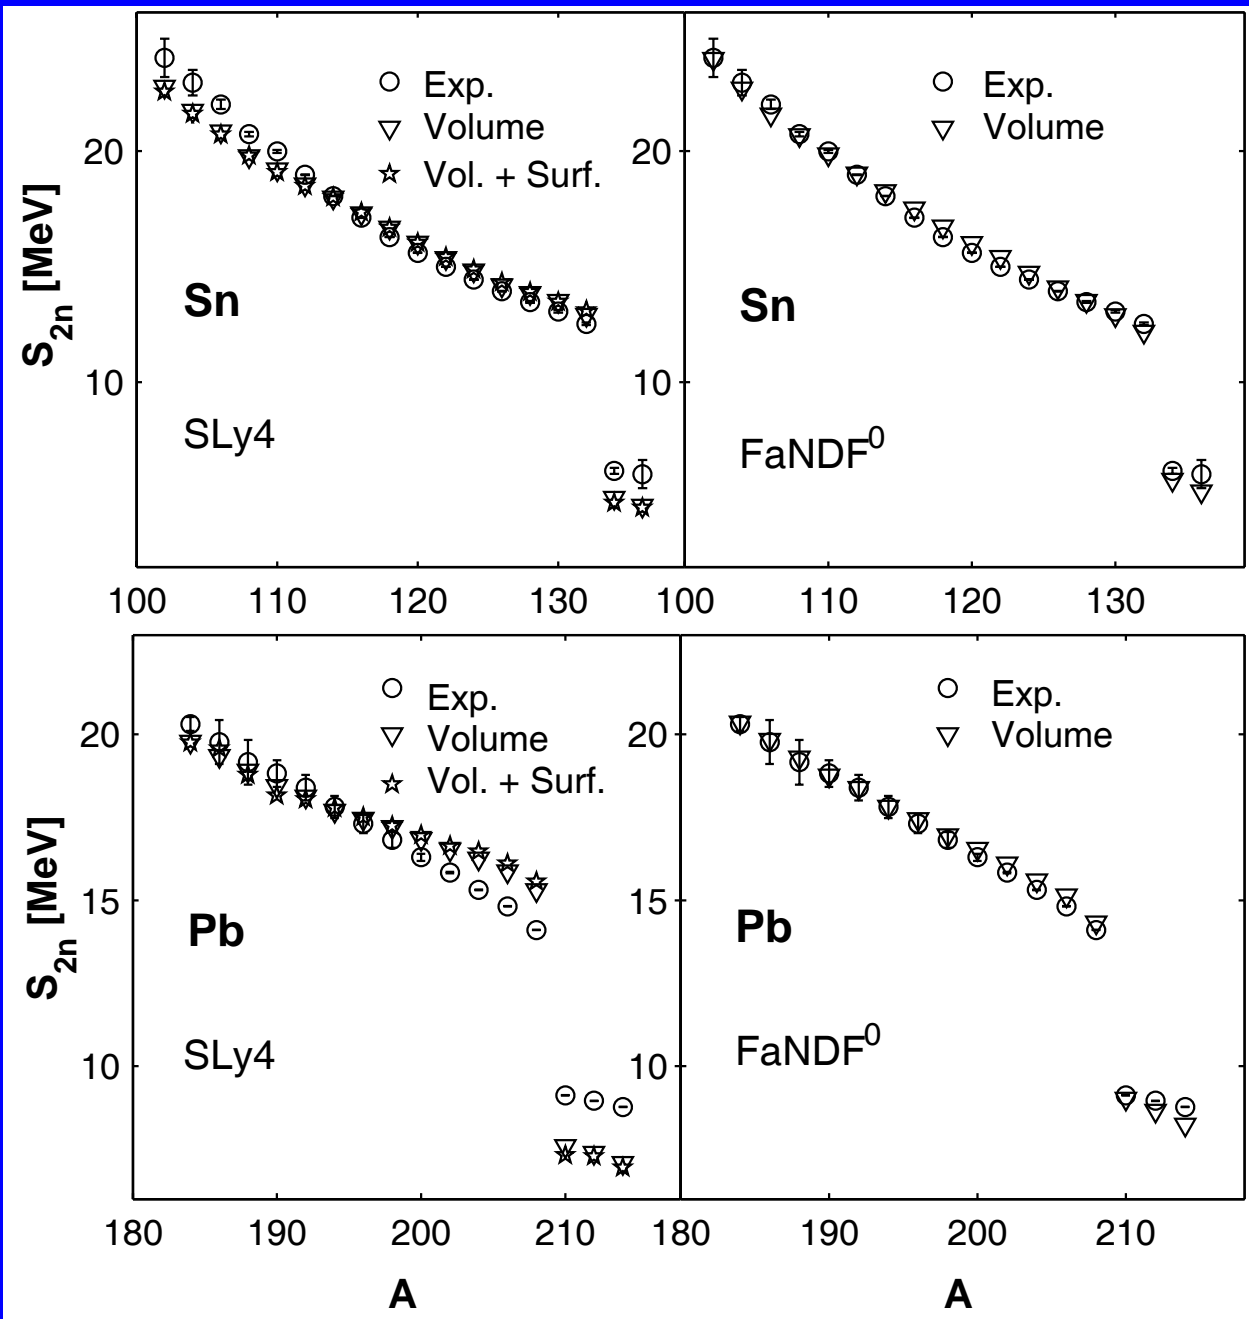 Exp.
Volume
Vol. + Surf.
Exp.
Volume
20
20
S2n [MeV]
Sn
Sn
10
10
SLy4
FaNDF0
100 110 120 130
100 110 120 130
Exp.
Volume
Vol. + Surf.
Exp.
Volume
20
20
S2n [MeV]
15
15
Pb
Pb
10
10
SLy4
FaNDF0
180 190 200 210
180 190 200 210
A
A